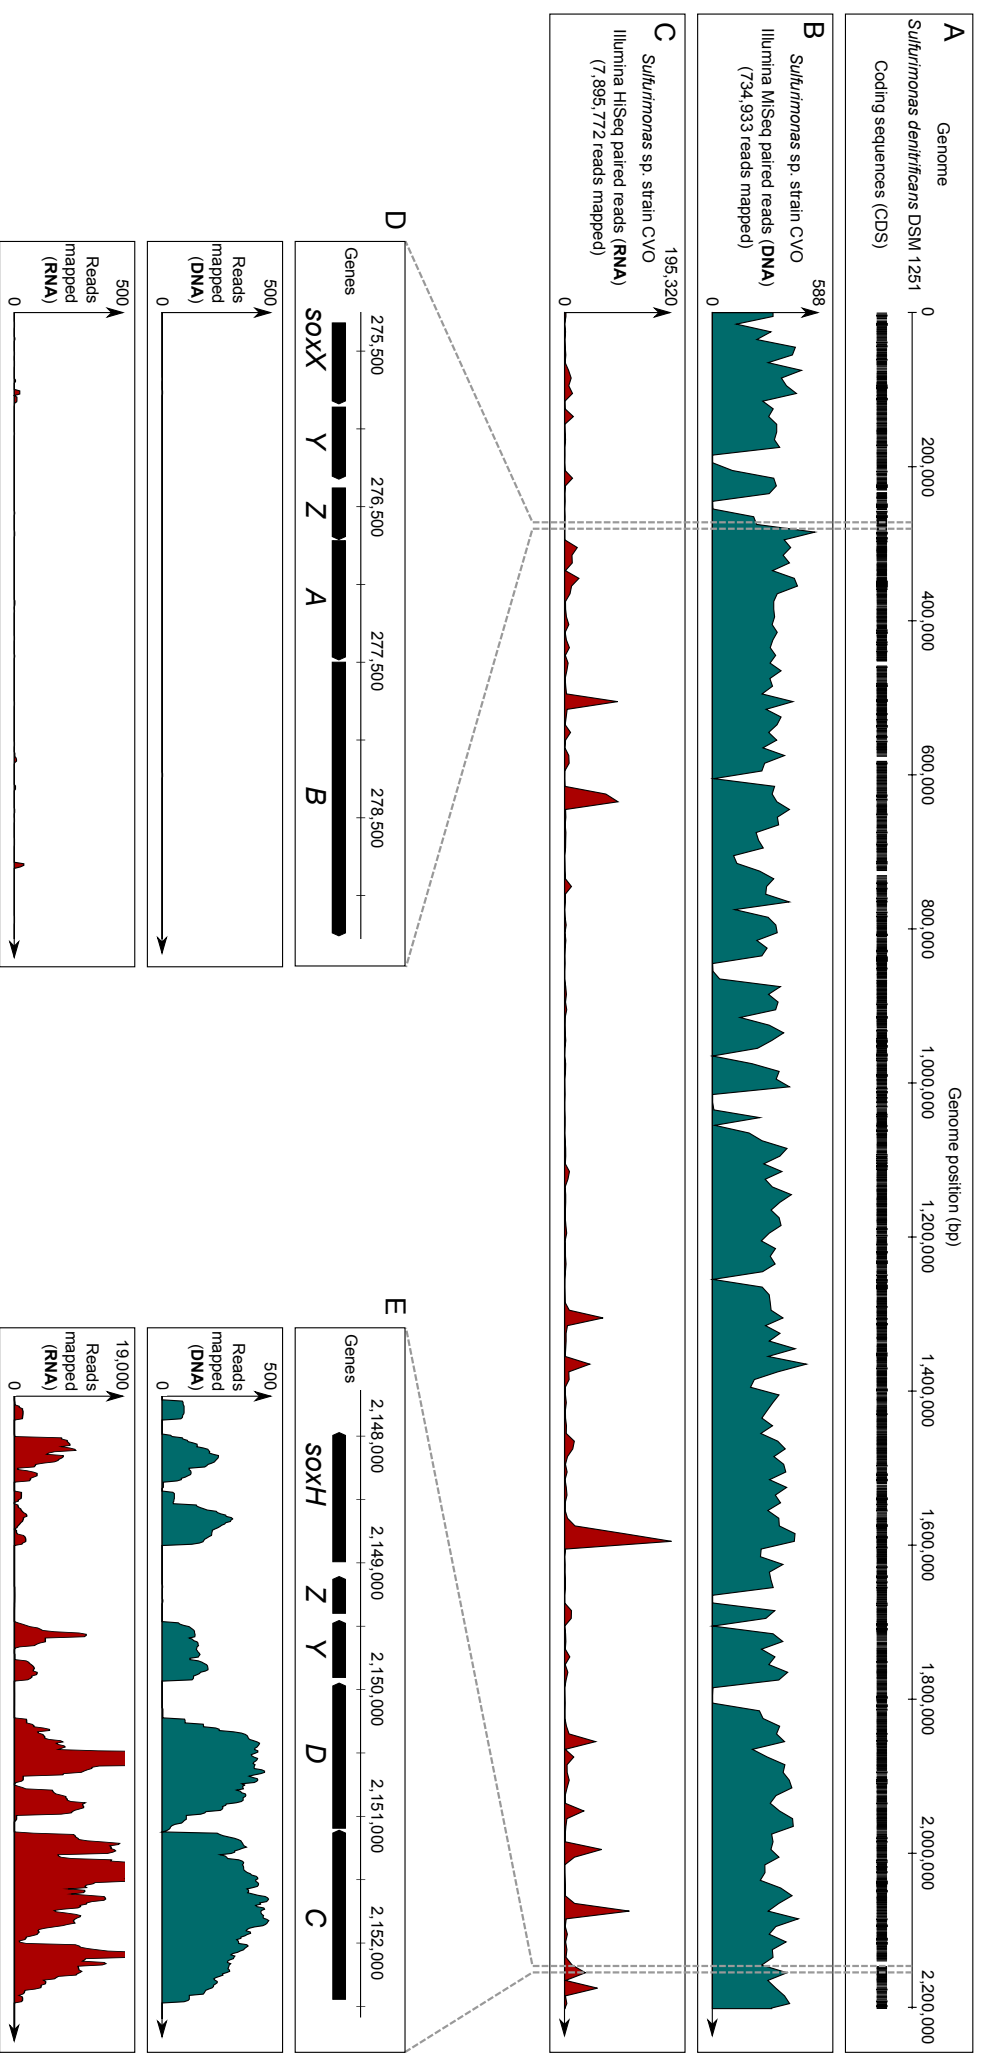 A
Genome
Sulfurimonas denitrificans DSM 1251
Coding sequences (CDS)
Genome position (bp)
0
200,000
400,000
600,000
800,000
1,000,000
1,200,000
1,400,000
1,600,000
1,800,000
2,000,000
2,200,000
B
Sulfurimonas sp. strain CVO
Illumina MiSeq paired reads (DNA)
(734,933 reads mapped)
588
0
C
Sulfurimonas sp. strain CVO
Illumina HiSeq paired reads (RNA)
(7,895,772 reads mapped)
195,320
0
D
Genes
275,500
276,500
277,500
278,500
soxX
Y
Z
A
B
Reads
mapped
(DNA)
500
0
Reads
mapped
(RNA)
500
0
E
Genes
2,148,000
2,149,000
2,150,000
2,151,000
2,152,000
soxH
Z
Y
D
C
Reads
mapped
(DNA)
500
0
Reads
mapped
(RNA)
19,000
0